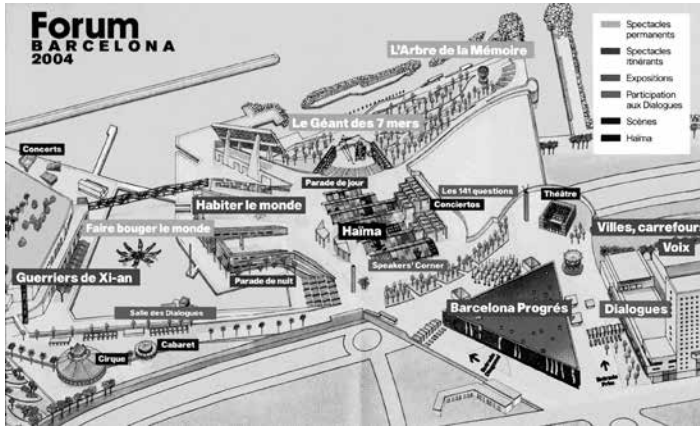 Forum
BARCELONA
2004
L'Arbre de la Mémoire
Spectacles
permanents
Spectacles
itinérants
Expositions
Participation
aux Dialogues
Scènes
Haïma
Le Géant des 7 mers
Concerts
Parade de jour
Les 141 questions
Théâtre
Habiter le monde
Conciertos
Faire bouger le monde
Haïma
Villes, carrefours
Voix
Speakers' Corner
Guerriers de Xi-an
Parade de nuit
Salle des Dialogues
Barcelona Progrés
Dialogues
Cabaret
Cirque